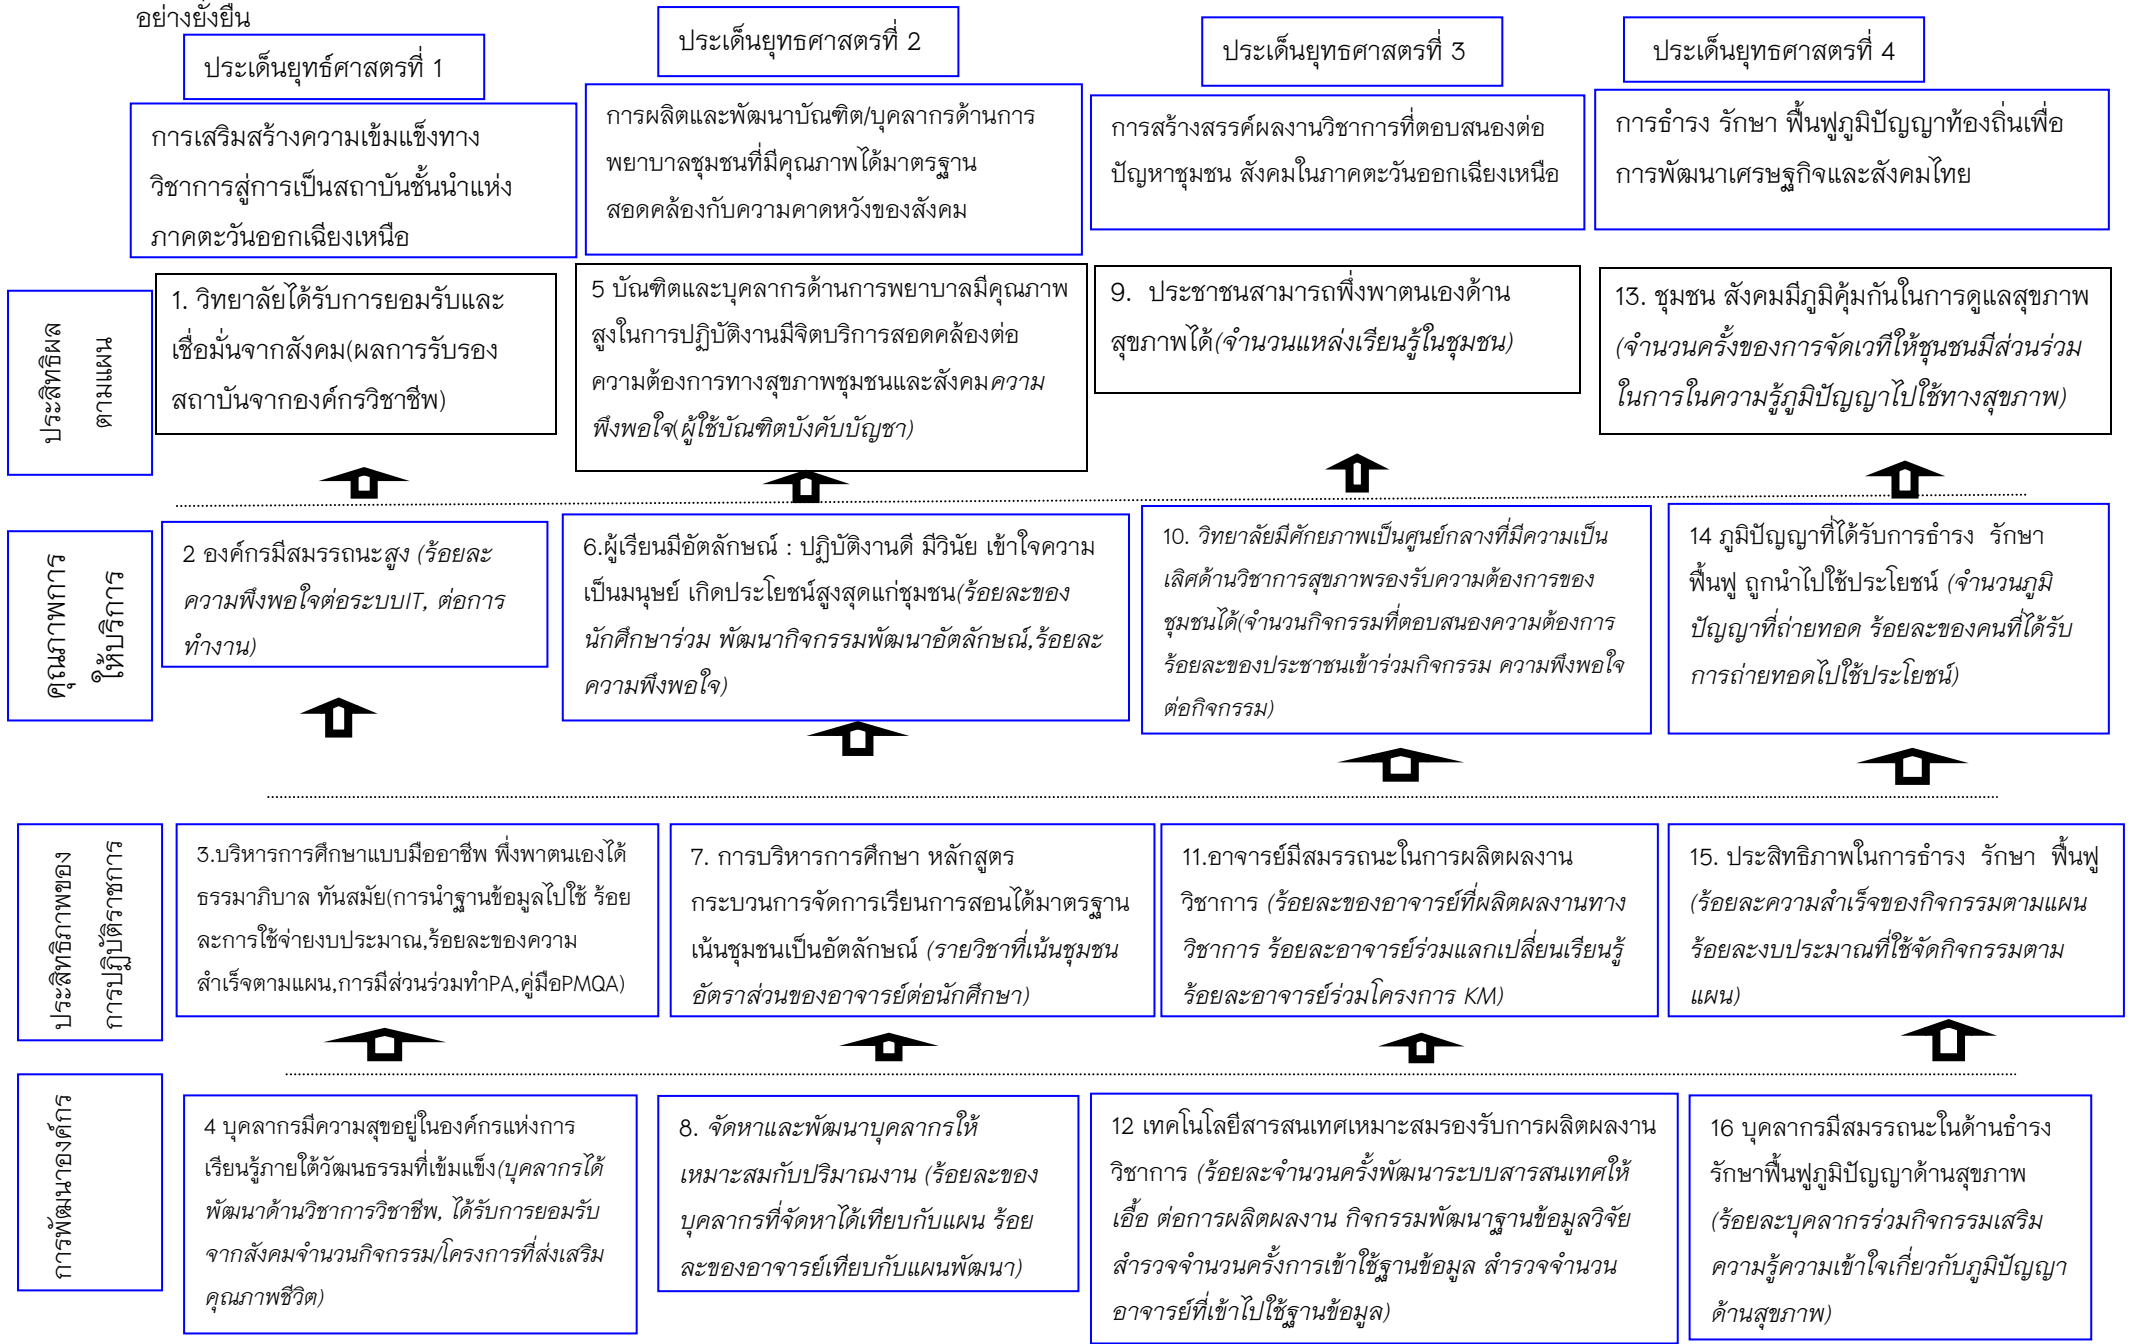 อย่างยั่งยืน
ประเด็นยุทธ์ศาสตรที่ 1
ประเด็นยุทธศาสตรที่ 2
ประเด็นยุทธศาสตรที่ 3
ประเด็นยุทธศาสตรที่ 4
การเสริมสร้างความเข้มแข็งทาง
วิชาการสู่การเป็นสถาบันชั้นนำแห่ง
ภาคตะวันออกเฉียงเหนือ
การผลิตและพัฒนาบัณฑิต/บุคลากรด้านการ
พยาบาลชุมชนที่มีคุณภาพได้มาตรฐาน
สอดคล้องกับความคาดหวังของสังคม
การสร้างสรรค์ผลงานวิชาการที่ตอบสนองต่อ
ปัญหาชุมชน สังคมในภาคตะวันออกเฉียงเหนือ
การธำรง รักษา ฟื้นฟูภูมิปัญญาท้องถิ่นเพื่อ
การพัฒนาเศรษฐกิจและสังคมไทย
ประสิทธิผล
ตามแผน
1. วิทยาลัยได้รับการยอมรับและ
เชื่อมั่นจากสังคม(ผลการรับรอง
สถาบันจากองค์กรวิชาชีพ)
5 บัณฑิตและบุคลากรด้านการพยาบาลมีคุณภาพ
สูงในการปฏิบัติงานมีจิตบริการสอดคล้องต่อ
ความต้องการทางสุขภาพชุมชนและสังคมความ
พึงพอใจ(ผู้ใช้บัณฑิตบังคับบัญชา)
9. ประชาชนสามารถพึ่งพาตนเองด้าน
สุขภาพได้(จำนวนแหล่งเรียนรู้ในชุมชน)
13. ชุมชน สังคมมีภูมิคุ้มกันในการดูแลสุขภาพ
(จำนวนครั้งของการจัดเวทีให้ชุนชนมีส่วนร่วม
ในการในความรู้ภูมิปัญญาไปใช้ทางสุขภาพ)
คุณภาพการ
ให้บริการ
2 องค์กรมีสมรรถนะสูง (ร้อยละ
ความพึงพอใจต่อระบบIT, ต่อการ
ทำงาน)
6.ผู้เรียนมีอัตลักษณ์ : ปฏิบัติงานดี มีวินัย เข้าใจความ
เป็นมนุษย์ เกิดประโยชน์สูงสุดแก่ชุมชน(ร้อยละของ
นักศึกษาร่วม พัฒนากิจกรรมพัฒนาอัตลักษณ์,ร้อยละ
ความพึงพอใจ)
10. วิทยาลัยมีศักยภาพเป็นศูนย์กลางที่มีความเป็น
เลิศด้านวิชาการสุขภาพรองรับความต้องการของ
ชุมชนได้(จำนวนกิจกรรมที่ตอบสนองความต้องการ
ร้อยละของประชาชนเข้าร่วมกิจกรรม ความพึงพอใจ
ต่อกิจกรรม)
14 ภูมิปัญญาที่ได้รับการธำรง รักษา
ฟื้นฟู ถูกนำไปใช้ประโยชน์ (จำนวนภูมิ
ปัญญาที่ถ่ายทอด ร้อยละของคนที่ได้รับ
การถ่ายทอดไปใช้ประโยชน์)
ประสิทธิภาพของ
การปฏิบัติราชการ
3.บริหารการศึกษาแบบมืออาชีพ พึ่งพาตนเองได้
ธรรมาภิบาล ทันสมัย(การนำฐานข้อมูลไปใช้ ร้อย
ละการใช้จ่ายงบประมาณ,ร้อยละของความ
สำเร็จตามแผน,การมีส่วนร่วมทำPA,คู่มือPMQA)
7. การบริหารการศึกษา หลักสูตร
กระบวนการจัดการเรียนการสอนได้มาตรฐาน
เน้นชุมชนเป็นอัตลักษณ์ (รายวิชาที่เน้นชุมชน
อัตราส่วนของอาจารย์ต่อนักศึกษา)
11.อาจารย์มีสมรรถนะในการผลิตผลงาน
วิชาการ (ร้อยละของอาจารย์ที่ผลิตผลงานทาง
วิชาการ ร้อยละอาจารย์ร่วมแลกเปลี่ยนเรียนรู้
ร้อยละอาจารย์ร่วมโครงการ KM)
15. ประสิทธิภาพในการธำรง รักษา ฟื้นฟู
(ร้อยละความสำเร็จของกิจกรรมตามแผน
ร้อยละงบประมาณที่ใช้จัดกิจกรรมตาม
แผน)
การพัฒนาองค์กร
4 บุคลากรมีความสุขอยู่ในองค์กรแห่งการ
เรียนรู้ภายใต้วัฒนธรรมที่เข้มแข็ง(บุคลากรได้
พัฒนาด้านวิชาการวิชาชีพ, ได้รับการยอมรับ
จากสังคมจำนวนกิจกรรม/โครงการที่ส่งเสริม
คุณภาพชีวิต)
8. จัดหาและพัฒนาบุคลากรให้
เหมาะสมกับปริมาณงาน (ร้อยละของ
บุคลากรที่จัดหาได้เทียบกับแผน ร้อย
ละของอาจารย์เทียบกับแผนพัฒนา)
12 เทคโนโลยีสารสนเทศเหมาะสมรองรับการผลิตผลงาน
วิชาการ (ร้อยละจำนวนครั้งพัฒนาระบบสารสนเทศให้
เอื้อ ต่อการผลิตผลงาน กิจกรรมพัฒนาฐานข้อมูลวิจัย
สำรวจจำนวนครั้งการเข้าใช้ฐานข้อมูล สำรวจจำนวน
อาจารย์ที่เข้าไปใช้ฐานข้อมูล)
16 บุคลากรมีสมรรถนะในด้านธำรง
รักษาฟื้นฟูภูมิปัญญาด้านสุขภาพ
(ร้อยละบุคลากรร่วมกิจกรรมเสริม
ความรู้ความเข้าใจเกี่ยวกับภูมิปัญญา
ด้านสุขภาพ)